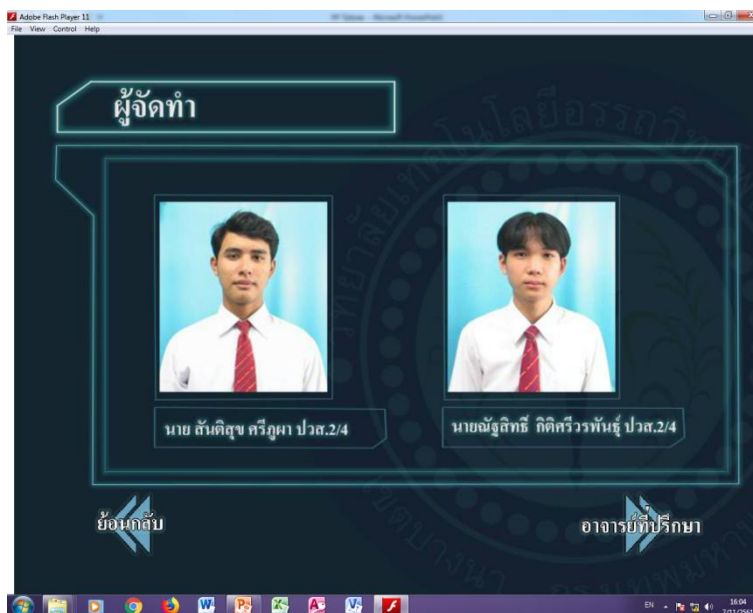 Adobe Flash Player 11
File View Control Help
ผู้จัดทำ
นาย สันติสุข ศรีภูผา ปวส.2/4
นายณัฐสิทธิ์ กิติศรีวรพันธุ์ ปวส.2/4
ย้อนกลับ
อาจารย์ที่ปรึกษา
EN
16:04